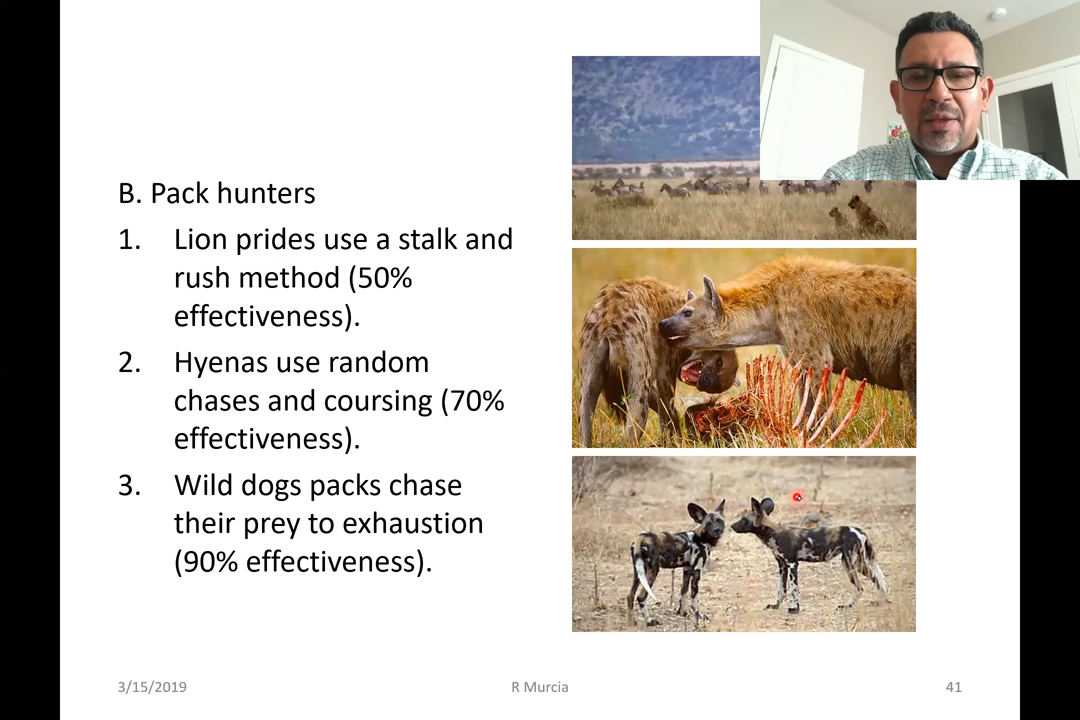 B. Pack hunters
1. Lion prides use a stalk and
rush method (50%
effectiveness).
2. Hyenas use random
chases and coursing (70%
effectiveness).
3. Wild dogs packs chase
their prey to exhaustion
(90% effectiveness).
3/15/2019
R Murcia
41